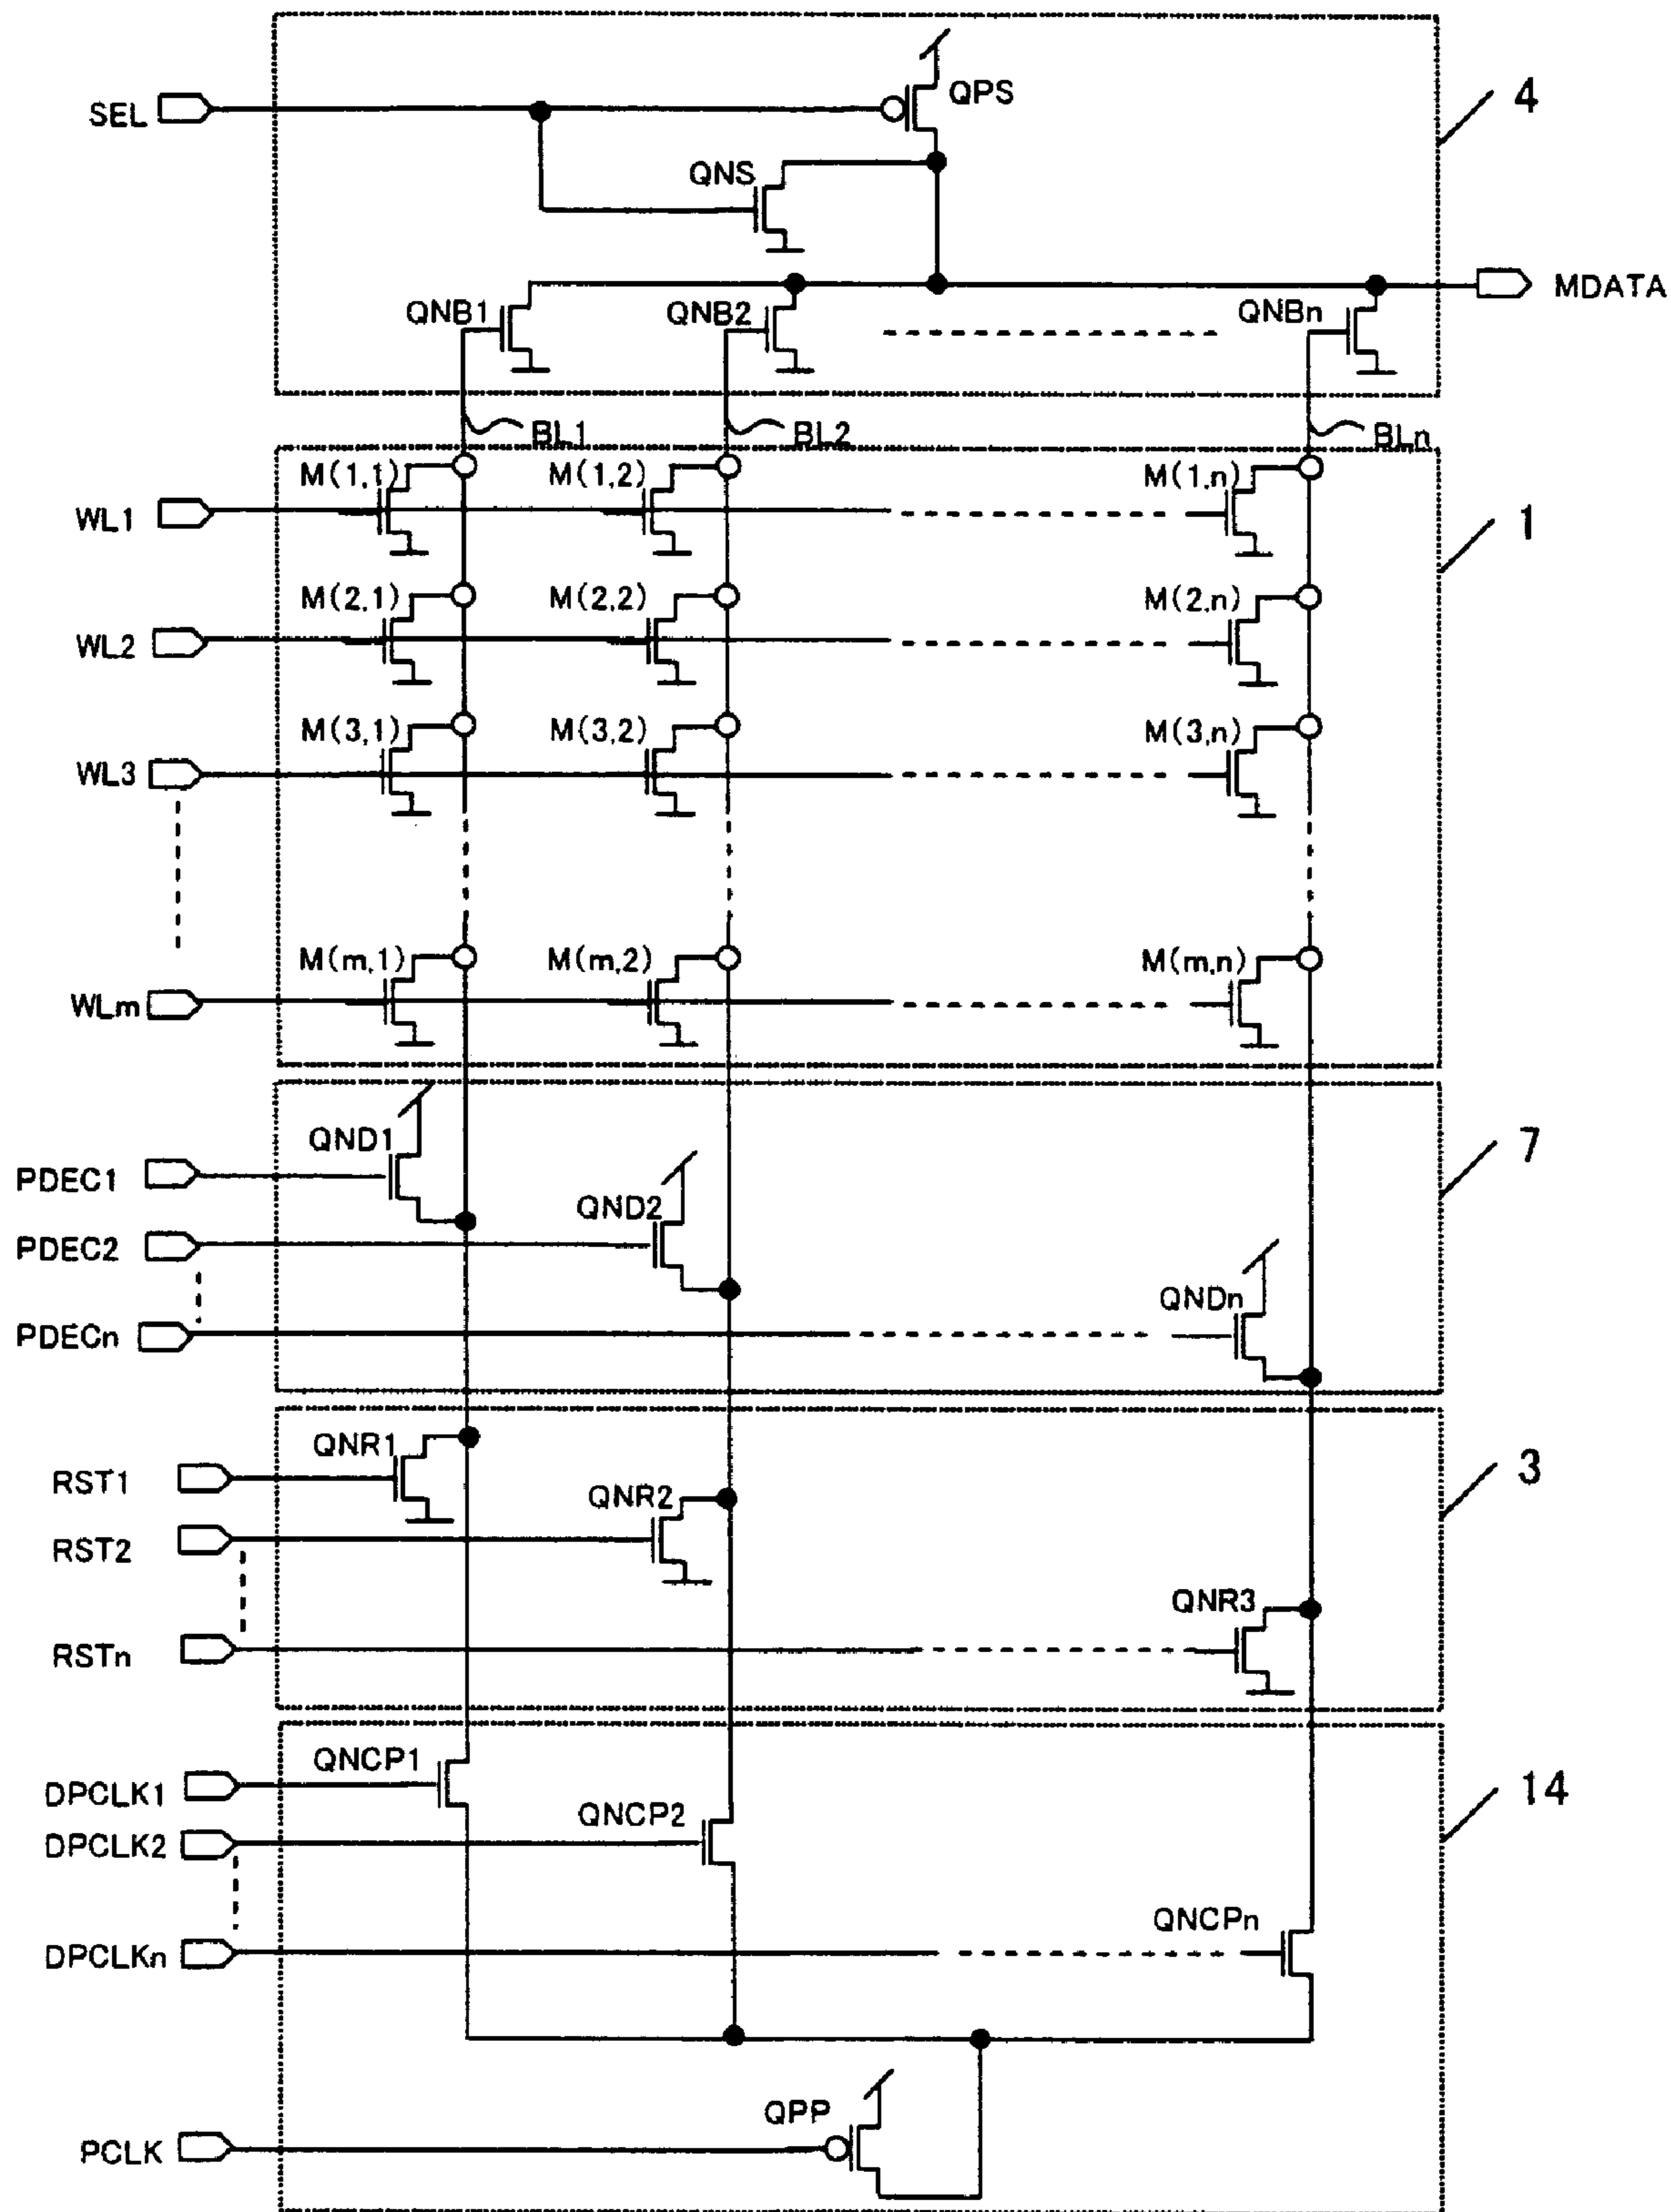 QPS
4
SEL
QNS
MDATA
QNB1
QNB2
QNBn
BL1
BL2
BLn
M(1,1)
M(1,2)
M(1,n)
WL1
1
M(2,1)
M(2,2)
M(2,n)
WL2
M(3,1)
M(3,2)
M(3,n)
WL3
M(m,1)
M(m,2)
M(m,n)
WLm
QND1
7
PDEC1
QND2
PDEC2
QNDn
PDECn
QNR1
3
RST1
QNR2
RST2
QNR3
RSTn
QNCP1
DPCLK1
14
QNCP2
DPCLK2
QNCPn
DPCLKn
QPP
PCLK